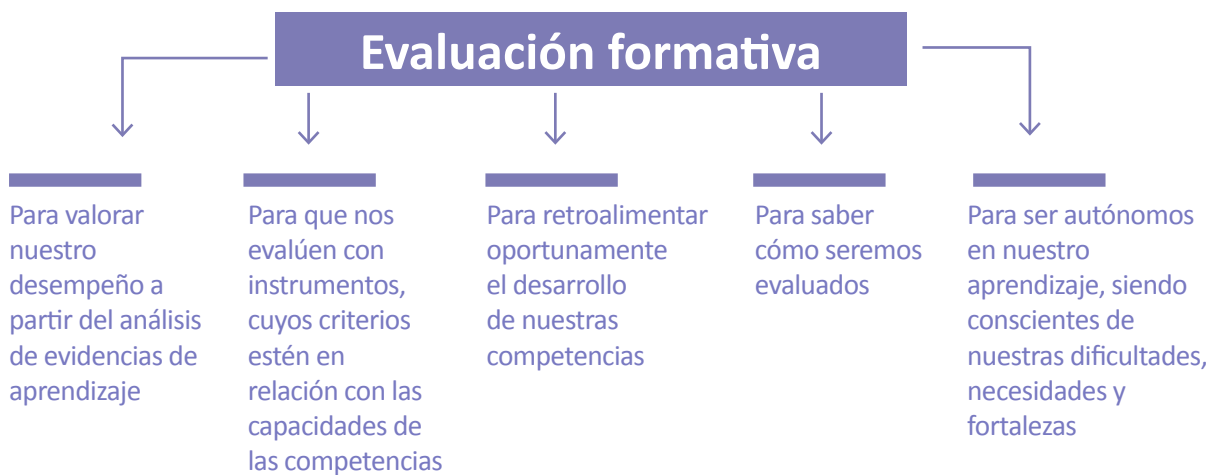 Evaluación formativa
Para valorar
nuestro
desempeño a
partir del análisis
de evidencias de
aprendizaje
Para que nos
evalúen con
instrumentos,
cuyos criterios
estén en
relación con las
capacidades de
las competencias
Para retroalimentar
oportunamente
el desarrollo
de nuestras
competencias
Para saber
cómo seremos
evaluados
Para ser autónomos
en nuestro
aprendizaje, siendo
conscientes de
nuestras dificultades,
necesidades y
fortalezas